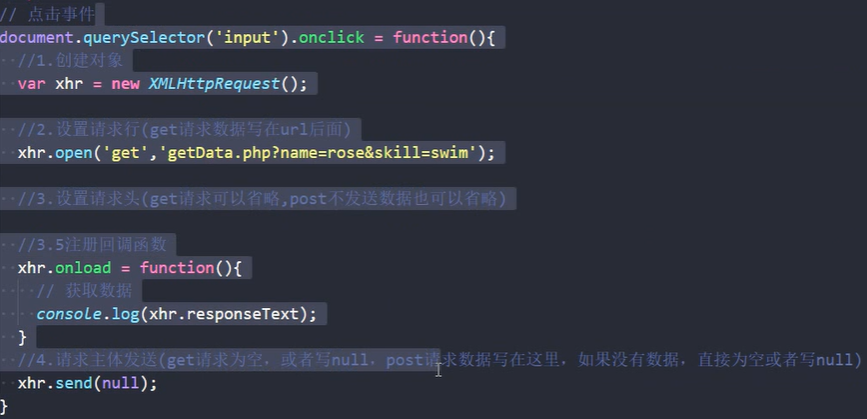 // 点击事件
document.querySelector('input').onclick = function(){
//1.创建对象
var xhr = new XMLHttpRequest();
//2.设置请求行(get请求数据写在url后面)
xhr.open('get','getData.php?name=rose&skill=swim');
//3.设置请求头(get请求可以省略,post不发送数据也可以省略)
//3.5注册回调函数
xhr.onload = function(){
// 获取数据
console.log(xhr.responseText);
}
//4.请求主体发送(get请求为空，或者写null，post请求数据写在这里，如果没有数据，直接为空或者写null)
xhr.send(null);
}